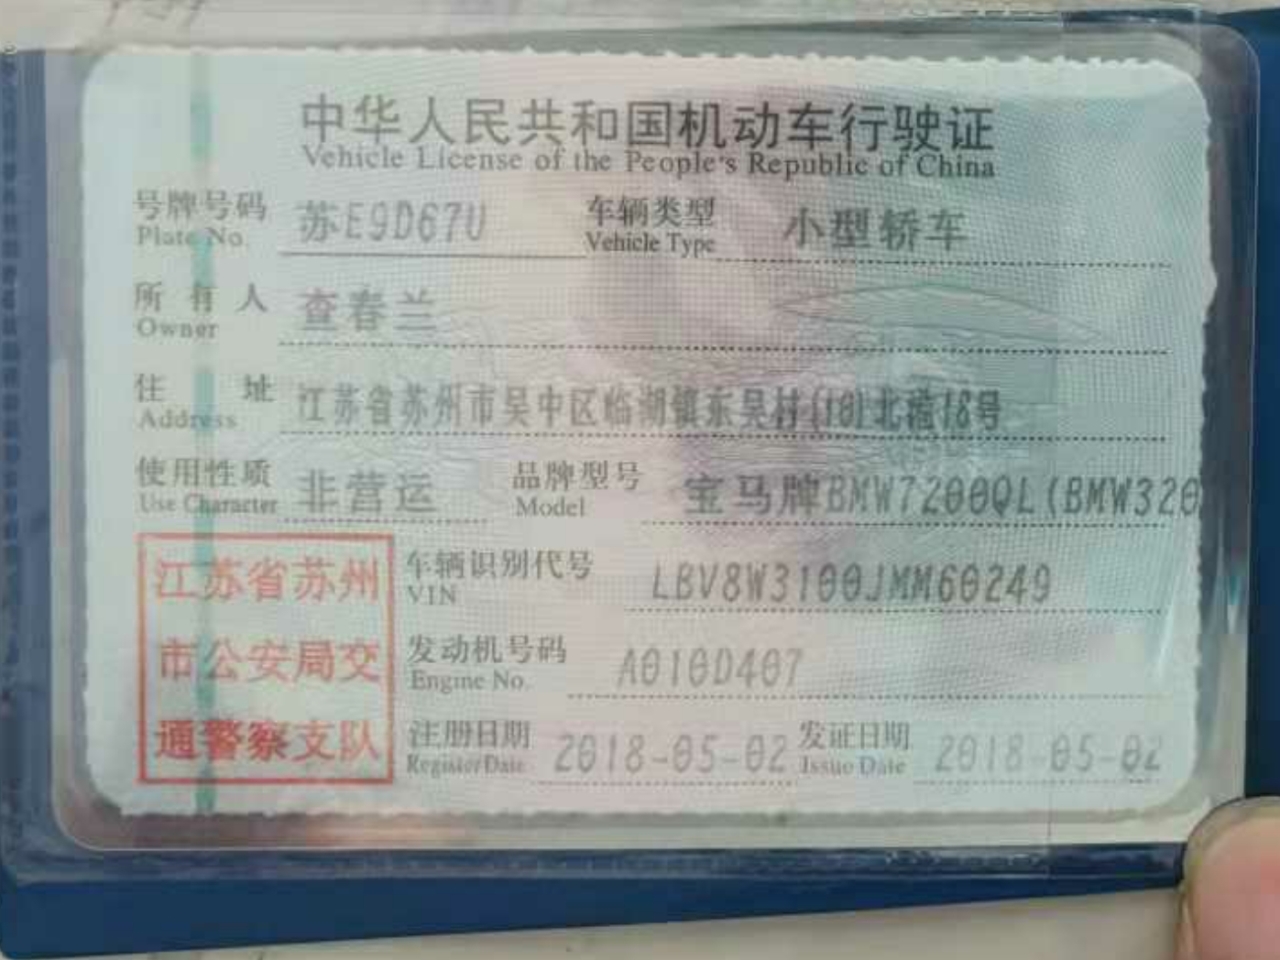 中华人民共和国机动车行驶证
Vehicle License of the People's Republic of China
号牌号码 苏E9D67U 车辆类型 小型轿车
Plate No. Vehicle Type
所有人 查春兰
Owner
住址 江苏省苏州市吴中区临湖镇东吴村(10)北浤18号
Address
使用性质 非营运 品牌型号 宝马牌BMW7200QL(BMW320
Use Character Model
江苏省苏州
市公安局交
通警察支队
车辆识别代号 LBV8W3100JMM60249
VIN
发动机号码 A010D407
Engine No.
注册日期 2018-05-02 发证日期 2018-05-02
Register Date Issue Date